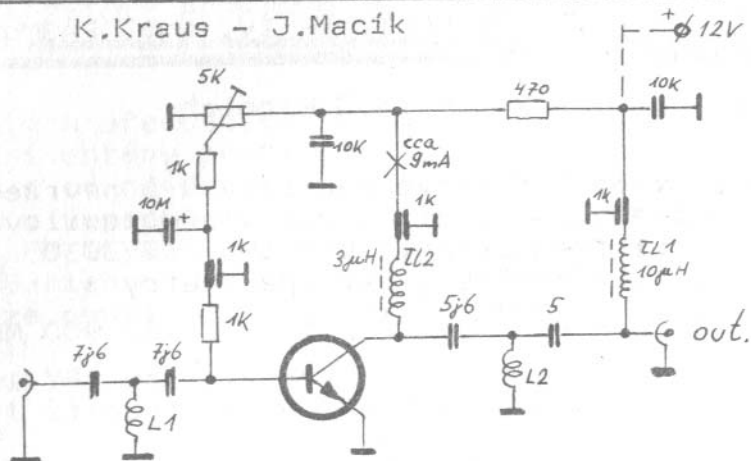 K.Kraus - J.Macík
+ 12V
5K
470
10K
10K
cca
9mA
1K
10M +
1k
1k
1k
3μH TL2
TL1
10μH
1K
5j6
5
out.
7j6
7j6
L1
L2